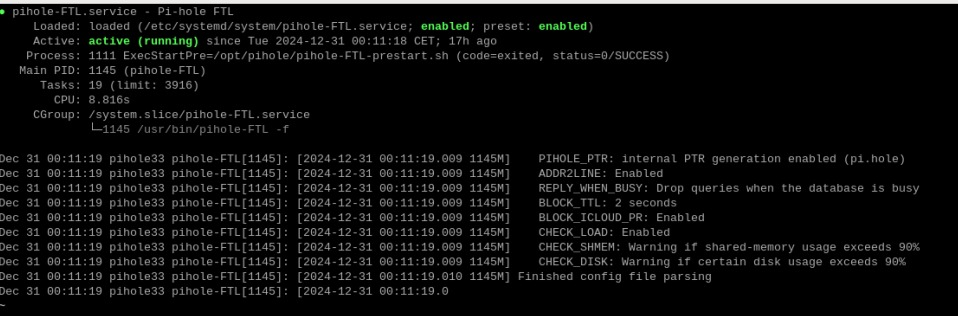 ● pihole-FTL.service - Pi-hole FTL
     Loaded: loaded (/etc/systemd/system/pihole-FTL.service; enabled; preset: enabled)
     Active: active (running) since Tue 2024-12-31 00:11:18 CET; 17h ago
    Process: 1111 ExecStartPre=/opt/pihole/pihole-FTL-prestart.sh (code=exited, status=0/SUCCESS)
   Main PID: 1145 (pihole-FTL)
      Tasks: 19 (limit: 3916)
        CPU: 8.816s
     CGroup: /system.slice/pihole-FTL.service
             └─1145 /usr/bin/pihole-FTL -f

Dec 31 00:11:19 pihole33 pihole-FTL[1145]: [2024-12-31 00:11:19.009 1145M]    PIHOLE_PTR: internal PTR generation enabled (pi.hole)
Dec 31 00:11:19 pihole33 pihole-FTL[1145]: [2024-12-31 00:11:19.009 1145M]    ADDR2LINE: Enabled
Dec 31 00:11:19 pihole33 pihole-FTL[1145]: [2024-12-31 00:11:19.009 1145M]    REPLY_WHEN_BUSY: Drop queries when the database is busy
Dec 31 00:11:19 pihole33 pihole-FTL[1145]: [2024-12-31 00:11:19.009 1145M]    BLOCK_TTL: 2 seconds
Dec 31 00:11:19 pihole33 pihole-FTL[1145]: [2024-12-31 00:11:19.009 1145M]    BLOCK_ICLOUD_PR: Enabled
Dec 31 00:11:19 pihole33 pihole-FTL[1145]: [2024-12-31 00:11:19.009 1145M]    CHECK_LOAD: Enabled
Dec 31 00:11:19 pihole33 pihole-FTL[1145]: [2024-12-31 00:11:19.009 1145M]    CHECK_SHMEM: Warning if shared-memory usage exceeds 90%
Dec 31 00:11:19 pihole33 pihole-FTL[1145]: [2024-12-31 00:11:19.009 1145M]    CHECK_DISK: Warning if certain disk usage exceeds 90%
Dec 31 00:11:19 pihole33 pihole-FTL[1145]: [2024-12-31 00:11:19.010 1145M] Finished config file parsing
Dec 31 00:11:19 pihole33 pihole-FTL[1145]: [2024-12-31 00:11:19.0
~